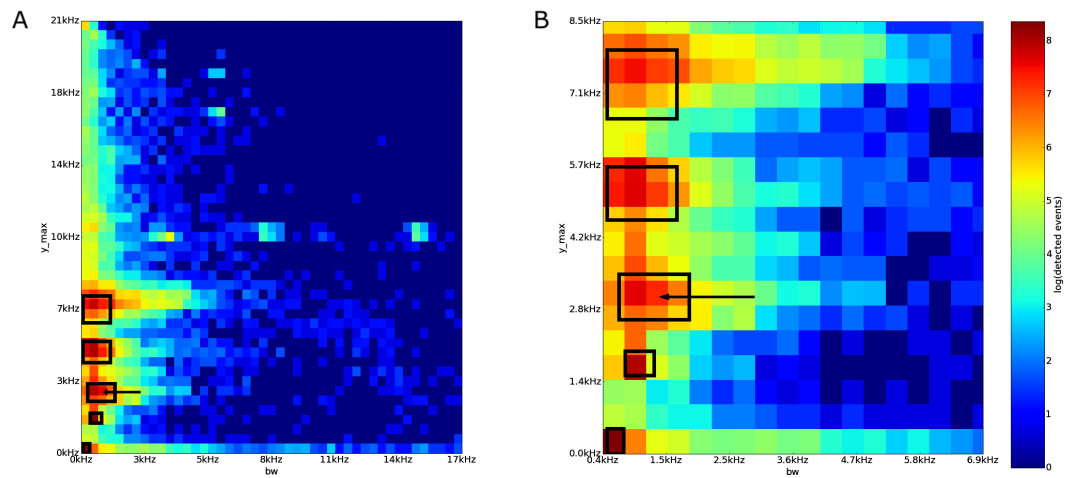 A
21kHz
18kHz
14kHz
10kHz
7kHz
3kHz
0kHz
y_max
0kHz 3kHz 5kHz 8kHz 11kHz 14kHz 17kHz
bw
B
8.5kHz
7.1kHz
5.7kHz
4.2kHz
2.8kHz
1.4kHz
0.0kHz
y_max
0.4kHz 1.5kHz 2.5kHz 3.6kHz 4.7kHz 5.8kHz 6.9kHz
bw
8
7
6
5
4
3
2
1
0
log(detected events)